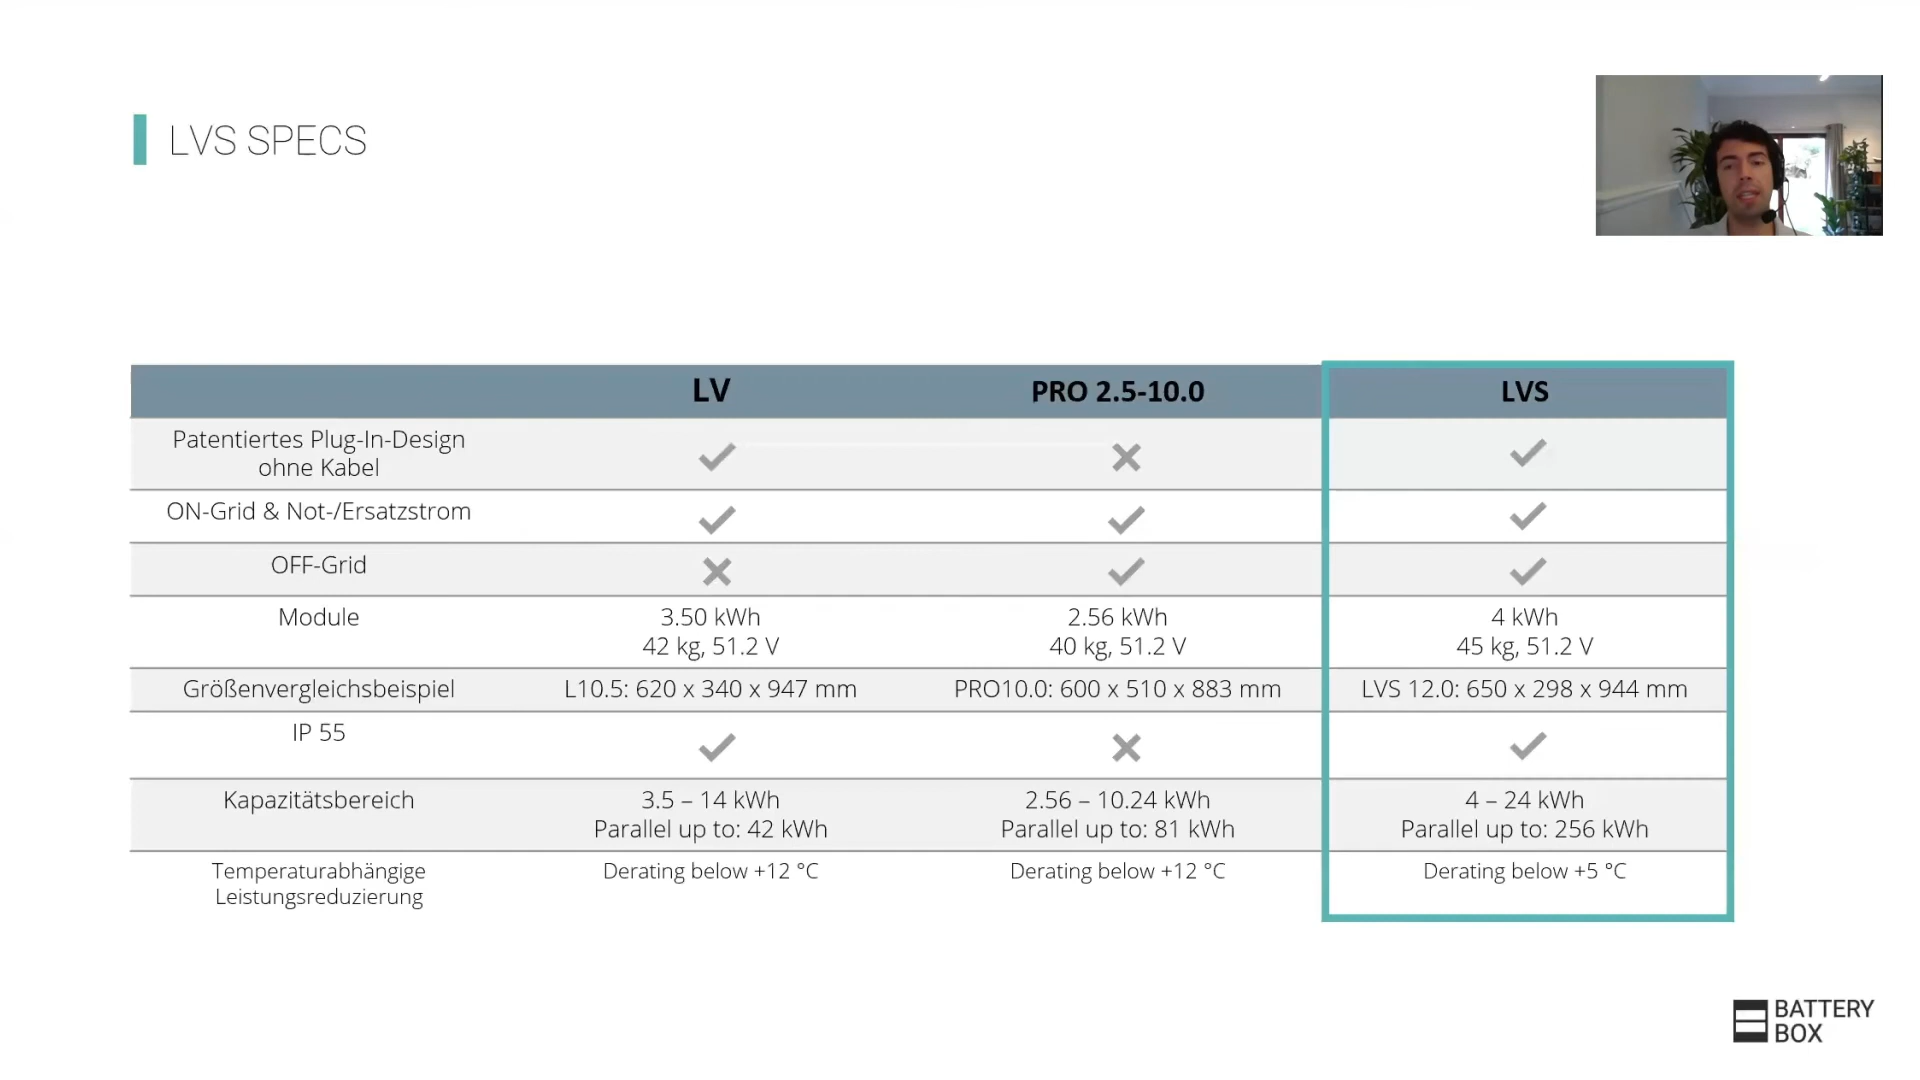 LVS SPECS
LV
PRO 2.5-10.0
LVS
Patentiertes Plug-In-Design
ohne Kabel
ON-Grid & Not-/Ersatzstrom
OFF-Grid
Module
3.50 kWh
42 kg, 51.2 V
2.56 kWh
40 kg, 51.2 V
4 kWh
45 kg, 51.2 V
Größenvergleichsbeispiel
L10.5: 620 x 340 x 947 mm
PRO10.0: 600 x 510 x 883 mm
LVS 12.0: 650 x 298 x 944 mm
IP 55
Kapazitätsbereich
3.5 – 14 kWh
Parallel up to: 42 kWh
2.56 – 10.24 kWh
Parallel up to: 81 kWh
4 – 24 kWh
Parallel up to: 256 kWh
Temperaturabhängige
Leistungsreduzierung
Derating below +12 °C
Derating below +12 °C
Derating below +5 °C
BATTERY
BOX